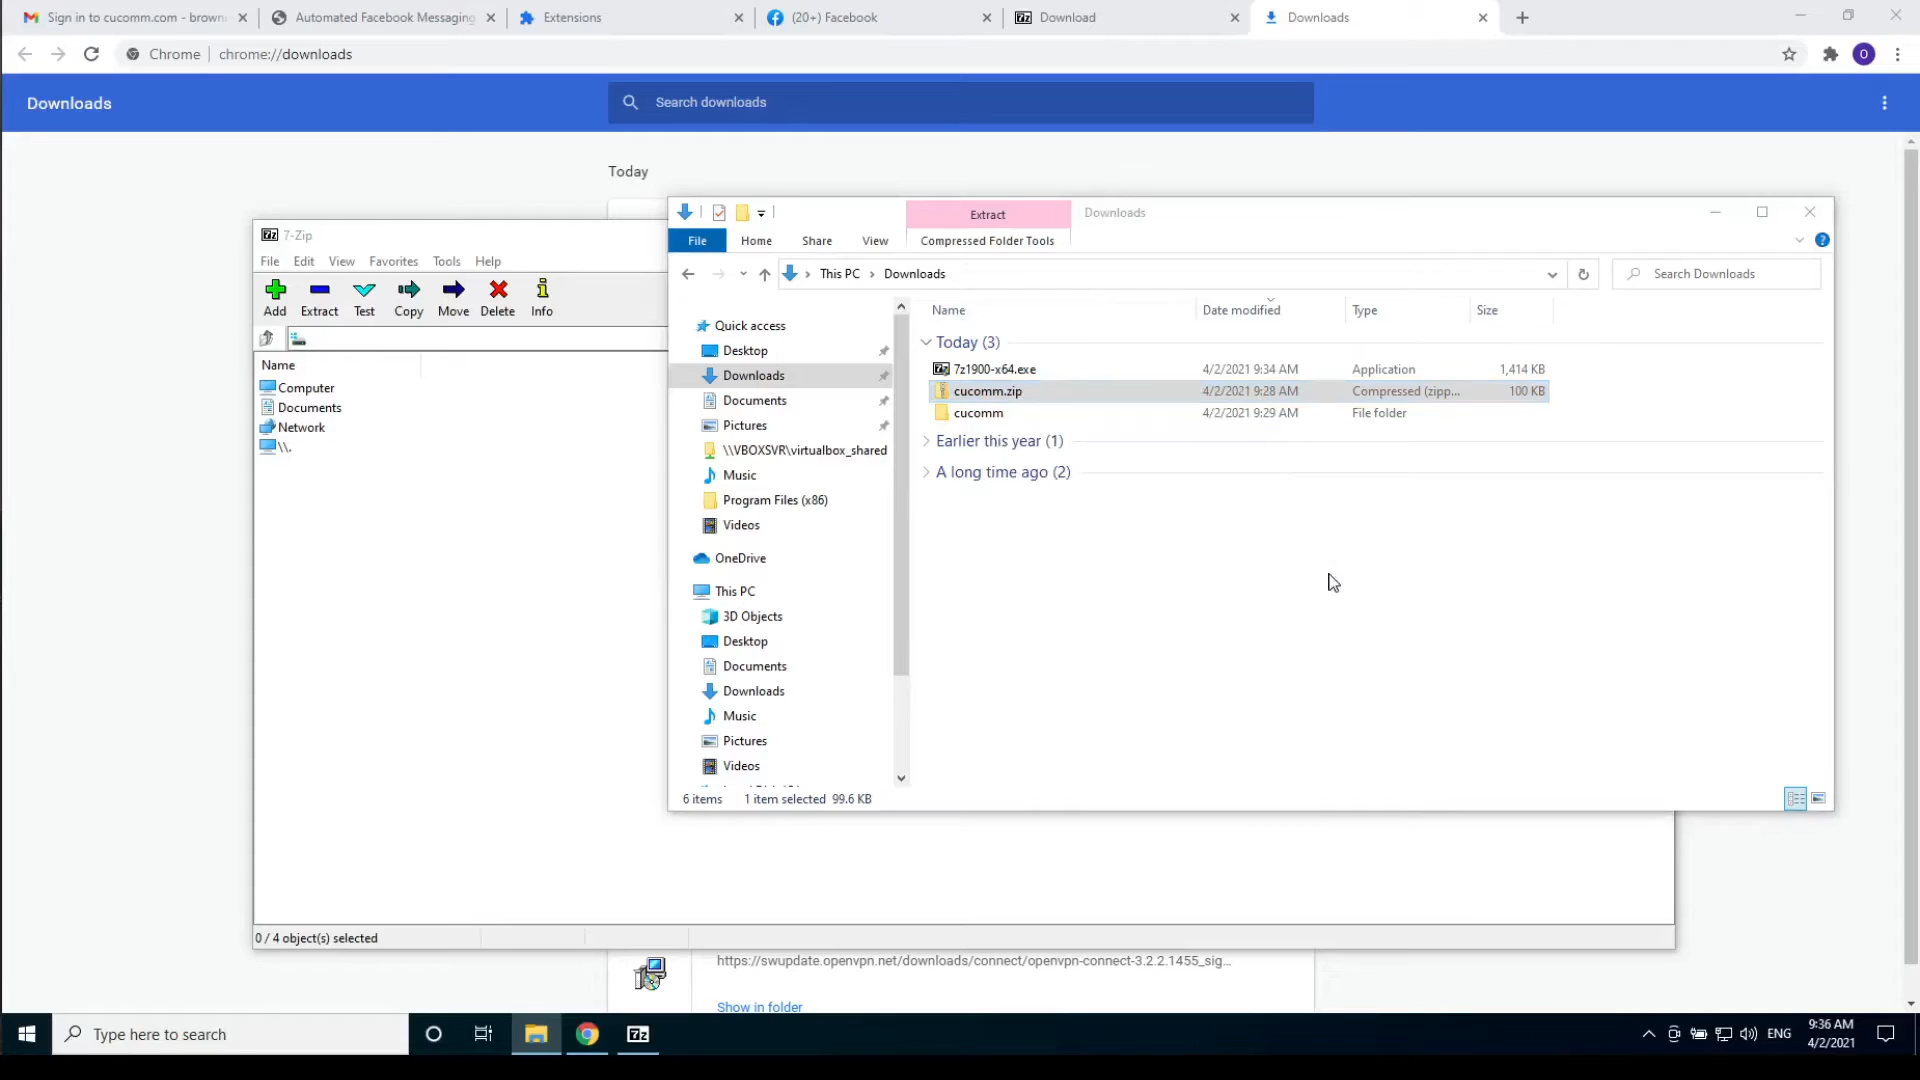 Sign in to cucomm.com - brown
Automated Facebook Messaging
Extensions
(20+) Facebook
Download
Downloads
Chrome
chrome://downloads
O
Downloads
Search downloads
Today
7-Zip
File Edit View Favorites Tools Help
Add Extract Test Copy Move Delete Info
Name
Computer
Documents
Network
\\.
0 / 4 object(s) selected
Extract
Downloads
File Home Share View Compressed Folder Tools
This PC > Downloads
Search Downloads
Quick access
Desktop
Downloads
Documents
Pictures
\\VBOXSVR\virtualbox_shared
Music
Program Files (x86)
Videos
OneDrive
This PC
3D Objects
Desktop
Documents
Downloads
Music
Pictures
Videos
Name Date modified Type Size
Today (3)
7z1900-x64.exe 4/2/2021 9:34 AM Application 1,414 KB
cucomm.zip 4/2/2021 9:28 AM Compressed (zipp... 100 KB
cucomm 4/2/2021 9:29 AM File folder
Earlier this year (1)
A long time ago (2)
6 items 1 item selected 99.6 KB
https://swupdate.openvpn.net/downloads/connect/openvpn-connect-3.2.2.1455_sig...
Show in folder
Type here to search
ENG
9:36 AM
4/2/2021